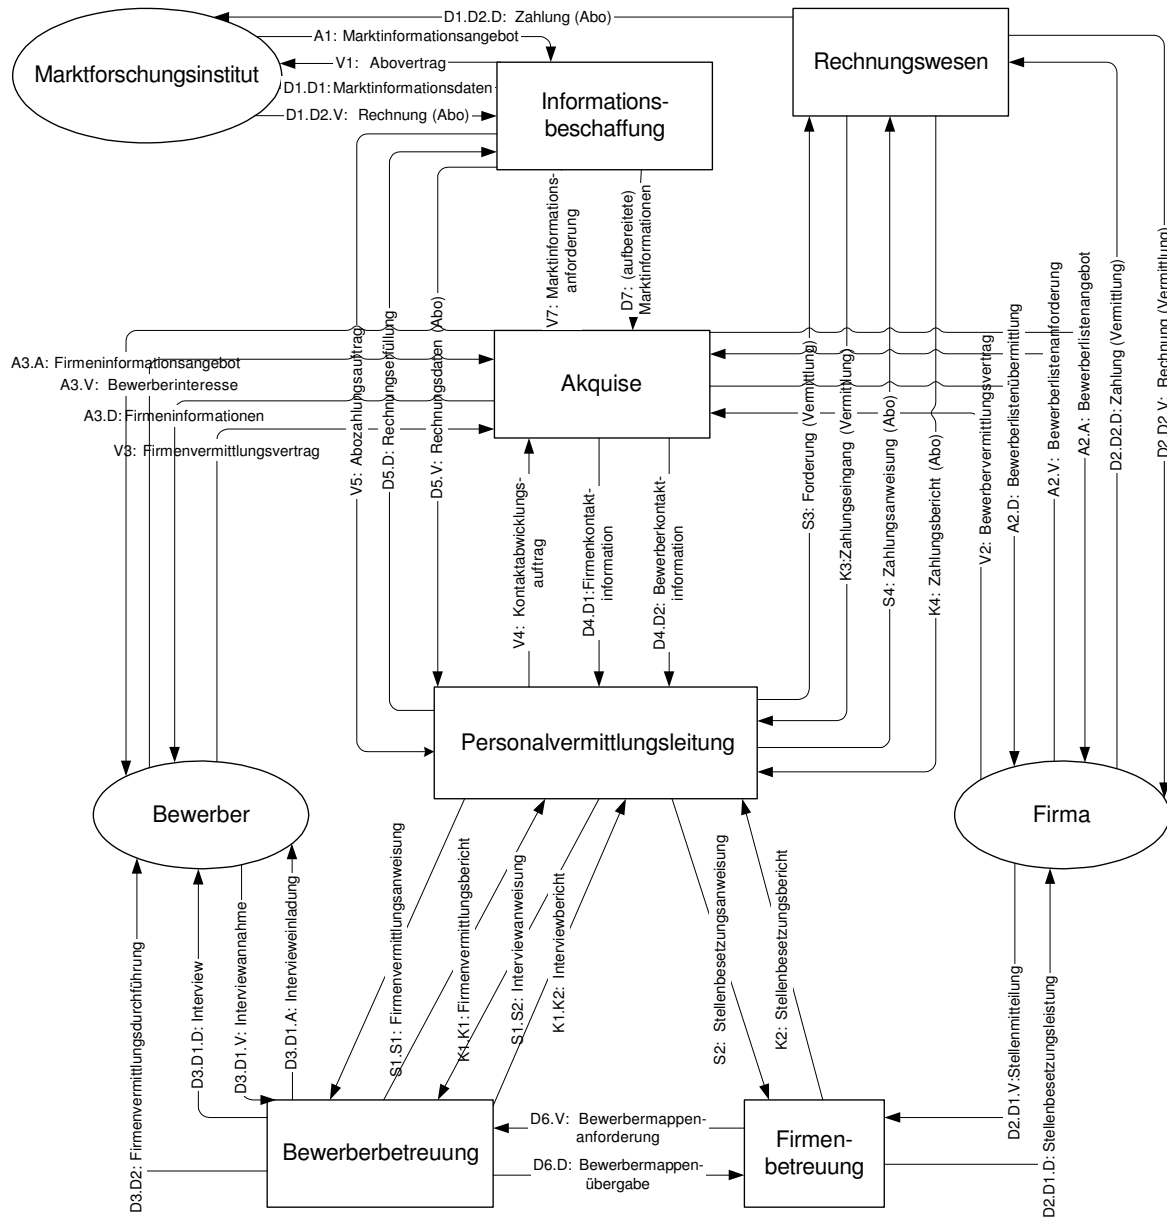 D1.D2.D: Zahlung (Abo)
A1: Marktinformationsangebot
V1: Abovertrag
D1.D1: Marktinformationsdaten
D1.D2.V: Rechnung (Abo)
Marktforschungsinstitut
Informations-
beschaffung
Rechnungswesen
V7: Marktinformations-
anforderung
D7: (aufbereitete)
Marktinformationen
A3.A: Firmeninformationsangebot
A3.V: Bewerberinteresse
A3.D: Firmeninformationen
V3: Firmenvermittlungsvertrag
V5: Abozahlungsauftrag
D5.D: Rechnungserfüllung
D5.V: Rechnungsdaten (Abo)
Akquise
S3: Forderung (Vermittlung)
K3:Zahlungseingang (Vermittlung)
S4: Zahlungsanweisung (Abo)
K4: Zahlungsbericht (Abo)
V2: Bewerbervermittlungsvertrag
A2.D: Bewerberlistenübermittlung
A2.V: Bewerberlistenanforderung
A2.A: Bewerberlistenangebot
D2.D2.D: Zahlung (Vermittlung)
D2.D2.V: Rechnung (Vermittlung)
V4: Kontaktabwicklungs-
auftrag
D4.D1:Firmenkontakt-
information
D4.D2: Bewerberkontakt-
information
Personalvermittlungsleitung
Bewerber
Firma
D3.D2: Firmenvermittlungsdurchführung
D3.D1.D: Interview
D3.D1.V: Interviewannahme
D3.D1.A: Intervieweinladung
S1.S1: Firmenvermittlungsanweisung
K1.K1: Firmenvermittlungsbericht
S1.S2: Interviewanweisung
K1.K2: Interviewbericht
S2: Stellenbesetzungsanweisung
K2: Stellenbesetzungsbericht
D2.D1.V:Stellenmitteilung
D2.D1.D: Stellenbesetzungsleistung
Bewerberbetreuung
D6.V: Bewerbermappen-
anforderung
D6.D: Bewerbermappen-
übergabe
Firmen-
betreuung